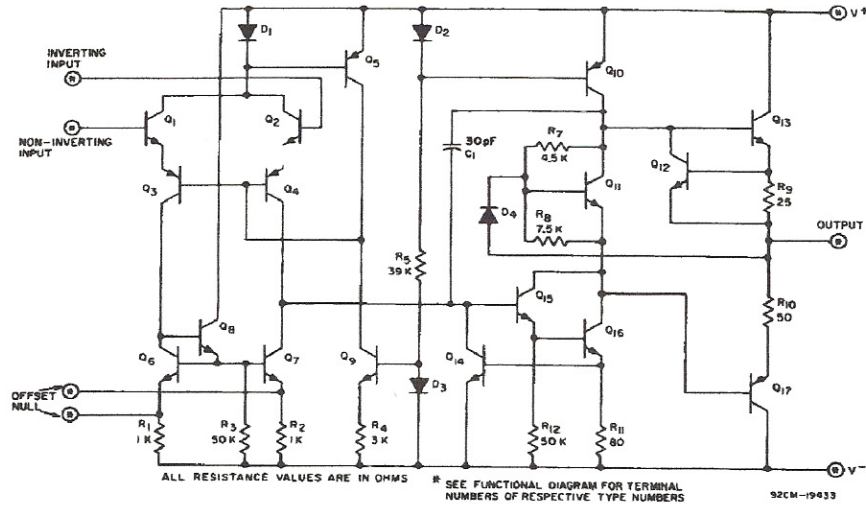 V+
D1
D2
INVERTING
INPUT
Q5
Q10
Q1
Q2
Q13
NON-INVERTING
INPUT
30pF
C1
R7
4.5 K
Q12
Q3
Q4
Q11
R9
25
D4
R8
7.5 K
OUTPUT
R5
39 K
Q15
R10
50
Q8
Q16
Q6
Q7
Q9
Q14
Q17
OFFSET
NULL
D3
R1
1 K
R3
50 K
R2
1 K
R4
3 K
R12
50 K
R11
80
V-
ALL RESISTANCE VALUES ARE IN OHMS
* SEE FUNCTIONAL DIAGRAM FOR TERMINAL
NUMBERS OF RESPECTIVE TYPE NUMBERS
92CM-19433